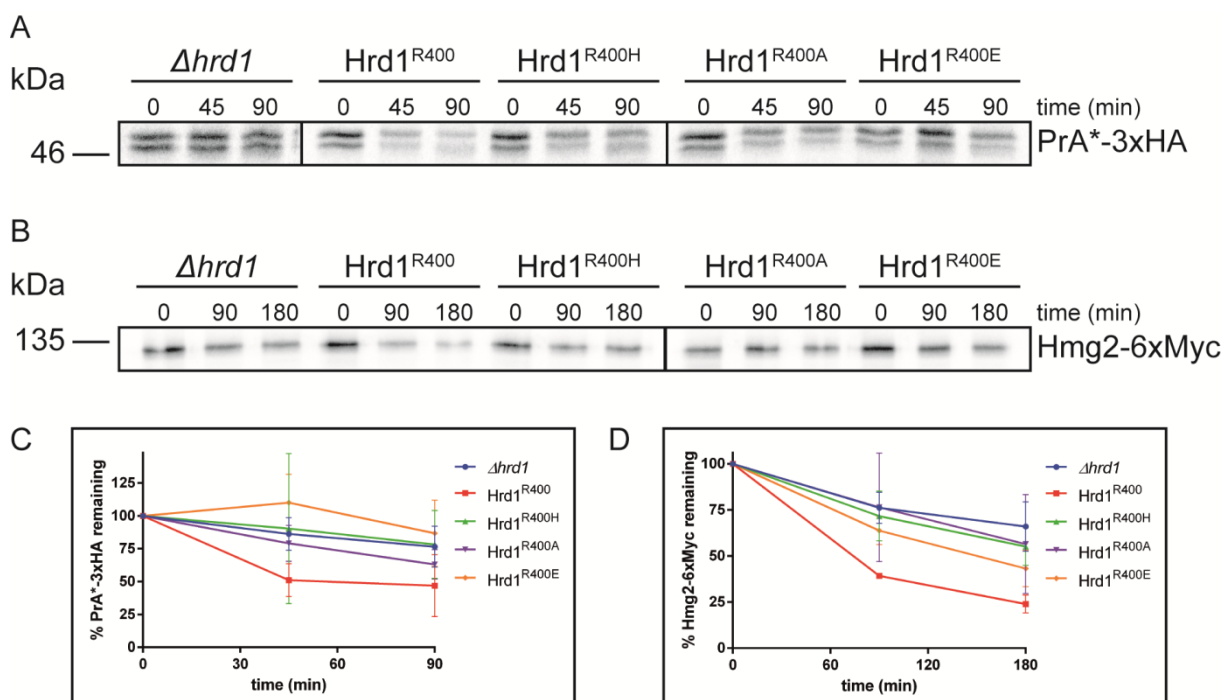 A
kDa
Δhrd1 Hrd1R400 Hrd1R400H Hrd1R400A Hrd1R400E
0 45 90 0 45 90 0 45 90 0 45 90 0 45 90 time (min)
46 PrA*-3xHA
B
kDa
Δhrd1 Hrd1R400 Hrd1R400H Hrd1R400A Hrd1R400E
0 90 180 0 90 180 0 90 180 0 90 180 0 90 180 time (min)
135 Hmg2-6xMyc
C
% PrA*-3xHA remaining
125
100
75
50
25
0
0 30 60 90
time (min)
Δhrd1
Hrd1R400
Hrd1R400H
Hrd1R400A
Hrd1R400E
D
% Hmg2-6xMyc remaining
100
75
50
25
0
0 60 120 180
time (min)
Δhrd1
Hrd1R400
Hrd1R400H
Hrd1R400A
Hrd1R400E